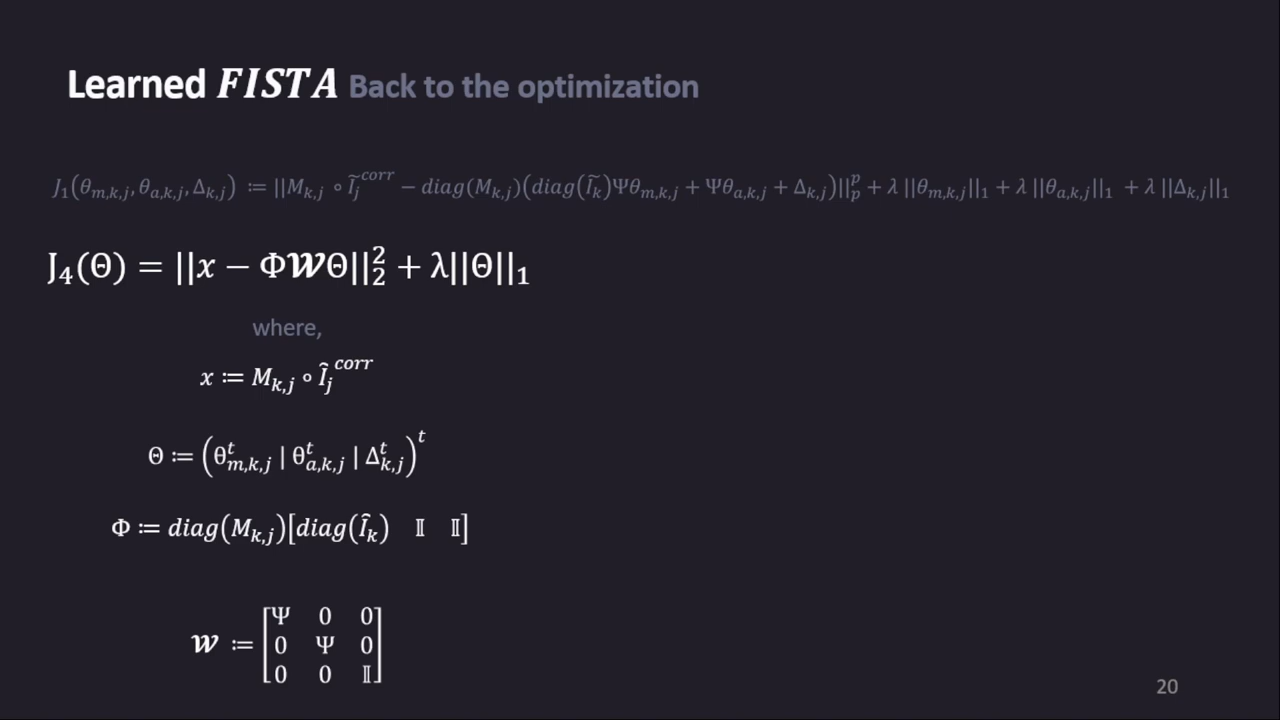 Learned FISTA Back to the optimization
J₁(θ_{m,k,j}, θ_{a,k,j}, Δ_{k,j}) ≔ ||M_{k,j} ∘ Ĩ_j^{corr} − diag(M_{k,j})(diag(Ĩ_k)Ψθ_{m,k,j} + Ψθ_{a,k,j} + Δ_{k,j})||_p^p + λ ||θ_{m,k,j}||₁ + λ ||θ_{a,k,j}||₁ + λ ||Δ_{k,j}||₁
J₄(Θ) = ||x − Φ𝓦Θ||₂² + λ||Θ||₁
where,
x ≔ M_{k,j} ∘ Î_j^{corr}
Θ ≔ (θ^t_{m,k,j} | θ^t_{a,k,j} | Δ^t_{k,j})^t
Φ ≔ diag(M_{k,j})[diag(Î_k) 𝕀 𝕀]
𝓦 ≔ [Ψ 0 0
0 Ψ 0
0 0 𝕀]
20